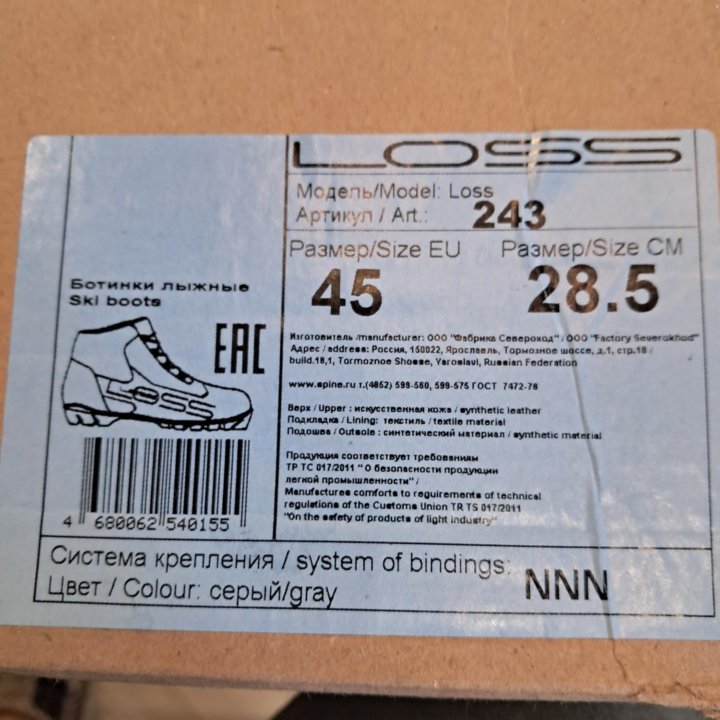 LOSS
Модель/Model: Loss
Артикул / Art.: 243
Размер/Size EU Размер/Size CM
45 28.5
Ботинки лыжные
Ski boots
Loss
EAC
Изготовитель /manufacturer: ООО "Фабрика Североход" / ООО "Factory Severokhod"
Адрес / address: Россия, 150022, Ярославль, Тормозное шоссе, д.1, стр.18 /
build.18,1, Tormoznoe Shosse, Yaroslavl, Russian Federation
www.spine.ru т.(4852) 599-580, 599-575 ГОСТ 7472-78
Верх / Upper : искусственная кожа / synthetic leather
Подкладка / Lining: текстиль / textile material
Подошва / Outsole : синтетический материал / synthetic material
Продукция соответствует требованиям
ТР ТС 017/2011 "О безопасности продукции
легкой промышленности" /
Manufactures comforts to reguirements of technical
regulations of the Customs Union TR TS 017/2011
"On the safety of products of light industry"
4 680062 540155
Система крепления / system of bindings: NNN
Цвет / Colour: серый/gray